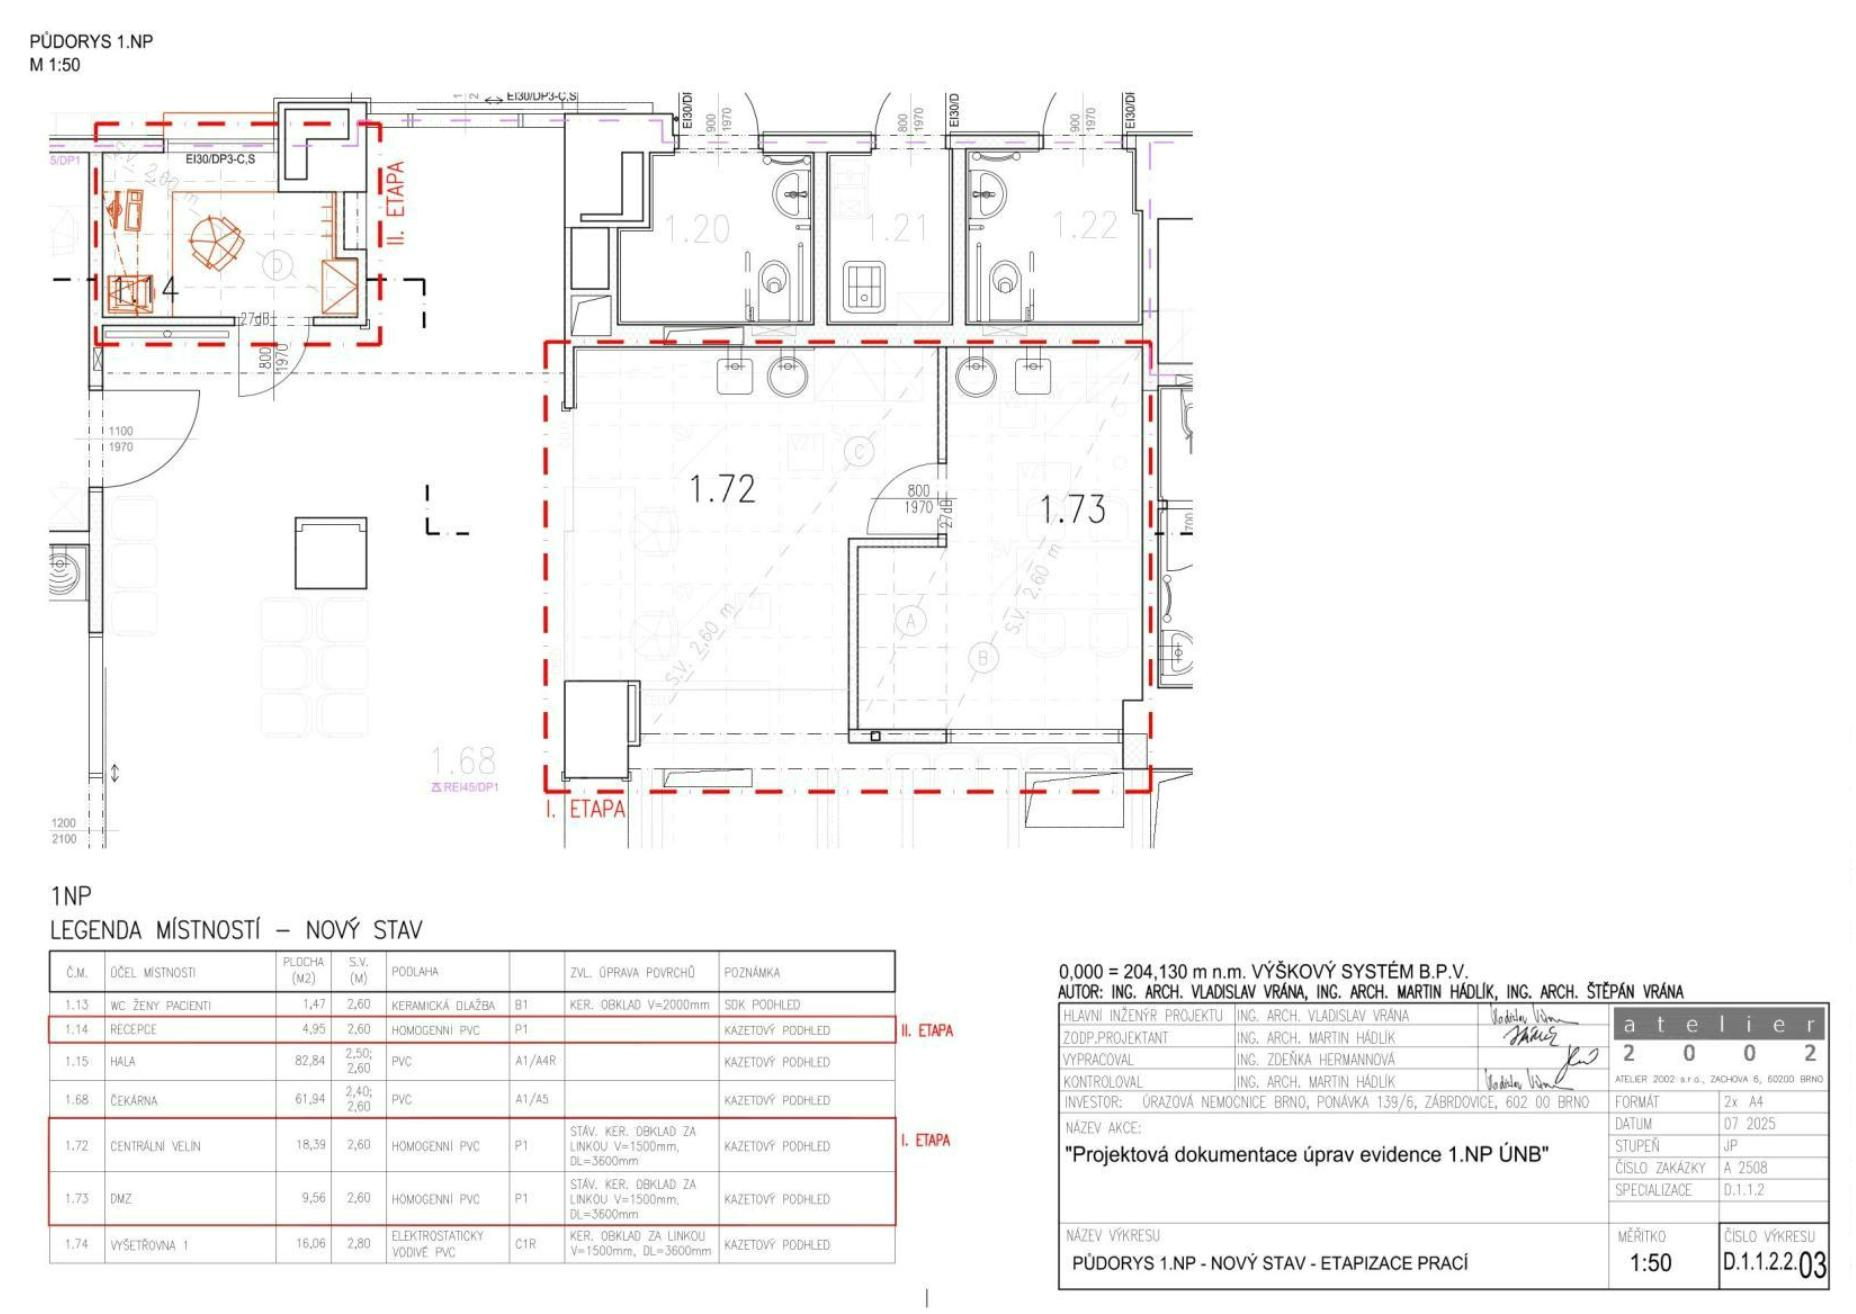 PŮDORYS 1.NP
M 1:50
1
2
EI30/DP3-C,S
EI30/DP3-C,S
900
1970
800
1970
EI30/D
900
1970
5/DP1
II. ETAPA
1.20
1.21
1.22
27dB
800
1970
1100
1970
1.72
800
1970
27dB
1.73
C
A
B
D
S.V. 2,60 m
S.V. 2,60 m
1.68
REI45/DP1
I. ETAPA
1200
2100
1NP
LEGENDA MÍSTNOSTÍ – NOVÝ STAV
Č.M. ÚČEL MÍSTNOSTI PLOCHA (M2) S.V. (M) PODLAHA ZVL. ÚPRAVA POVRCHŮ POZNÁMKA
1.13 WC ŽENY PACIENTI 1,47 2,60 KERAMICKÁ DLAŽBA B1 KER. OBKLAD V=2000mm SDK PODHLED
1.14 RECEPCE 4,95 2,60 HOMOGENNÍ PVC P1 KAZETOVÝ PODHLED II. ETAPA
1.15 HALA 82,84 2,50; 2,60 PVC A1/A4R KAZETOVÝ PODHLED
1.68 ČEKÁRNA 61,94 2,40; 2,60 PVC A1/A5 KAZETOVÝ PODHLED
1.72 CENTRÁLNÍ VELÍN 18,39 2,60 HOMOGENNÍ PVC P1 STÁV. KER. OBKLAD ZA LINKOU V=1500mm, DL=3600mm KAZETOVÝ PODHLED I. ETAPA
1.73 DMZ 9,56 2,60 HOMOGENNÍ PVC P1 STÁV. KER. OBKLAD ZA LINKOU V=1500mm, DL=3600mm KAZETOVÝ PODHLED
1.74 VYŠETŘOVNA 1 16,06 2,80 ELEKTROSTATICKY VODIVÉ PVC C1R KER. OBKLAD ZA LINKOU V=1500mm, DL=3600mm KAZETOVÝ PODHLED
0,000 = 204,130 m n.m. VÝŠKOVÝ SYSTÉM B.P.V.
AUTOR: ING. ARCH. VLADISLAV VRÁNA, ING. ARCH. MARTIN HÁDLÍK, ING. ARCH. ŠTĚPÁN VRÁNA
HLAVNÍ INŽENÝR PROJEKTU ING. ARCH. VLADISLAV VRÁNA
ZODP.PROJEKTANT ING. ARCH. MARTIN HÁDLÍK
VYPRACOVAL ING. ZDEŇKA HERMANNOVÁ
KONTROLOVAL ING. ARCH. MARTIN HÁDLÍK
atelier
2002
ATELIER 2002 s.r.o., ZACHOVA 6, 60200 BRNO
INVESTOR: ÚRAZOVÁ NEMOCNICE BRNO, PONÁVKA 139/6, ZÁBRDOVICE, 602 00 BRNO
FORMÁT 2x A4
NÁZEV AKCE:
"Projektová dokumentace úprav evidence 1.NP ÚNB"
DATUM 07 2025
STUPEŇ JP
ČÍSLO ZAKÁZKY A 2508
SPECIALIZACE D.1.1.2
NÁZEV VÝKRESU
PŮDORYS 1.NP - NOVÝ STAV - ETAPIZACE PRACÍ
MĚŘITKO
1:50
ČÍSLO VÝKRESU
D.1.1.2.2.03